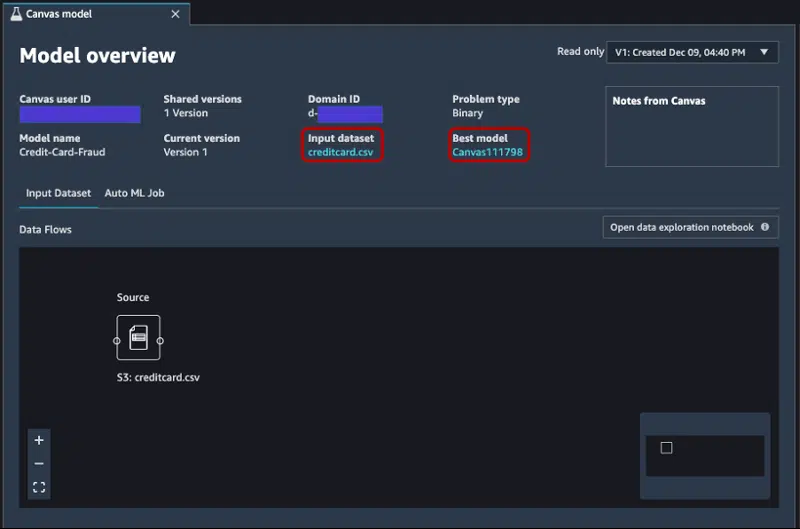 Canvas model
Model overview
Read only
V1: Created Dec 09, 04:40 PM
Canvas user ID
Shared versions
1 Version
Domain ID
d-
Problem type
Binary
Notes from Canvas
Model name
Credit-Card-Fraud
Current version
Version 1
Input dataset
creditcard.csv
Best model
Canvas111798
Input Dataset
Auto ML Job
Data Flows
Open data exploration notebook
Source
S3: creditcard.csv